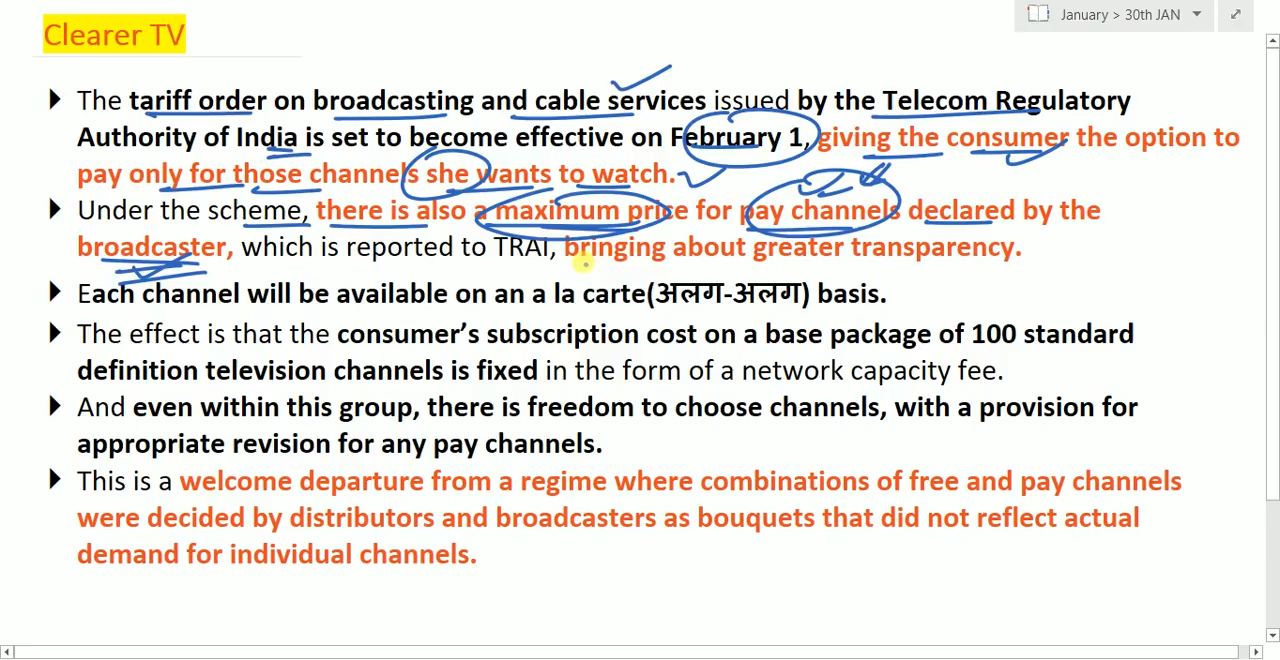 January > 30th JAN
Clearer TV
The tariff order on broadcasting and cable services issued by the Telecom Regulatory
Authority of India is set to become effective on February 1, giving the consumer the option to
pay only for those channels she wants to watch.
Under the scheme, there is also a maximum price for pay channels declared by the
broadcaster, which is reported to TRAI, bringing about greater transparency.
Each channel will be available on an a la carte(अलग-अलग) basis.
The effect is that the consumer’s subscription cost on a base package of 100 standard
definition television channels is fixed in the form of a network capacity fee.
And even within this group, there is freedom to choose channels, with a provision for
appropriate revision for any pay channels.
This is a welcome departure from a regime where combinations of free and pay channels
were decided by distributors and broadcasters as bouquets that did not reflect actual
demand for individual channels.